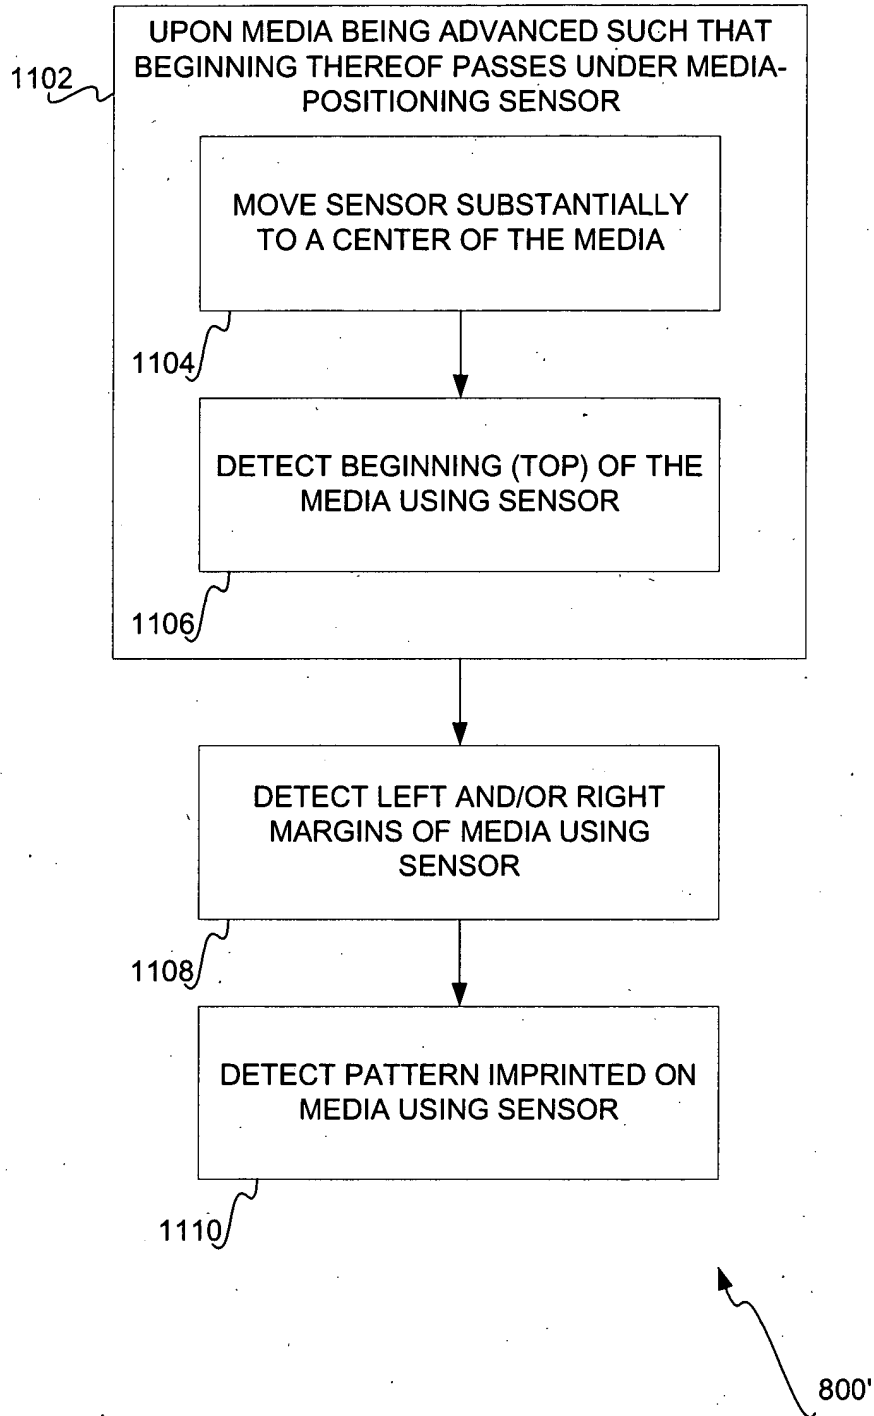 UPON MEDIA BEING ADVANCED SUCH THAT
BEGINNING THEREOF PASSES UNDER MEDIA-
POSITIONING SENSOR
1102
MOVE SENSOR SUBSTANTIALLY
TO A CENTER OF THE MEDIA
1104
DETECT BEGINNING (TOP) OF THE
MEDIA USING SENSOR
1106
DETECT LEFT AND/OR RIGHT
MARGINS OF MEDIA USING
SENSOR
1108
DETECT PATTERN IMPRINTED ON
MEDIA USING SENSOR
1110
800'